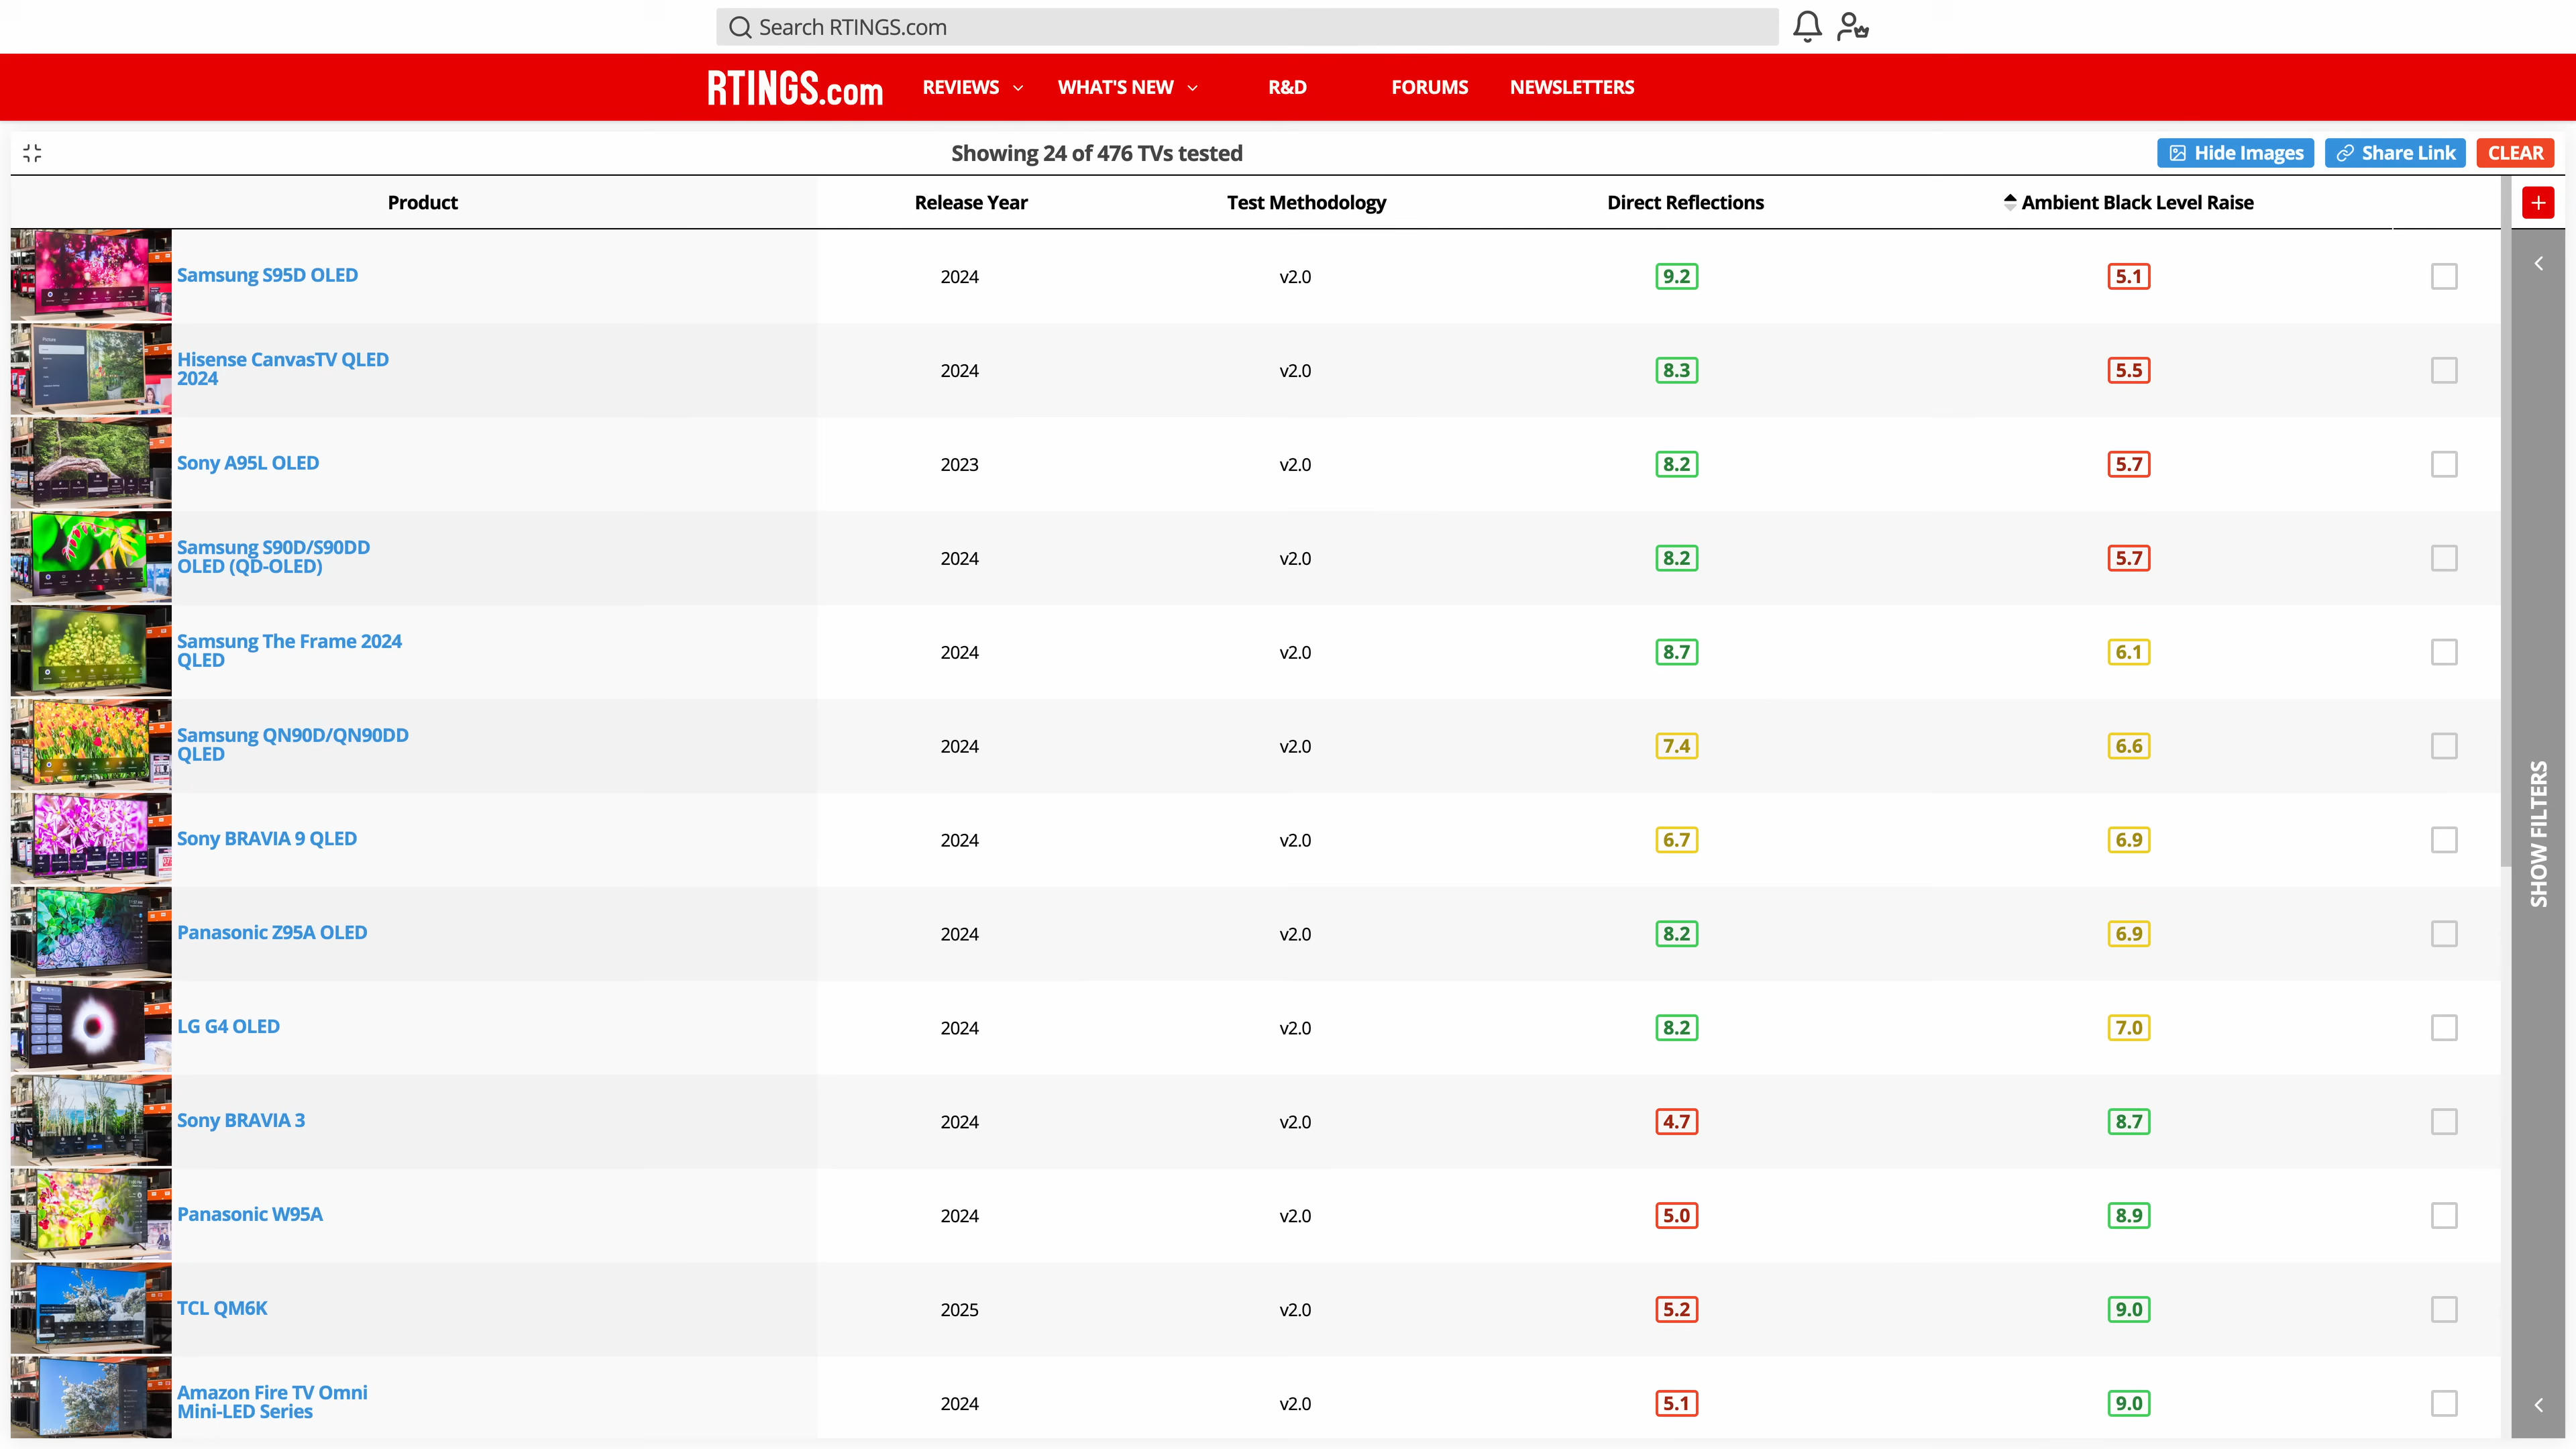 Search RTINGS.com
RTINGS.com REVIEWS WHAT'S NEW R&D FORUMS NEWSLETTERS
Showing 24 of 476 TVs tested Hide Images Share Link CLEAR
Product Release Year Test Methodology Direct Reflections Ambient Black Level Raise +
Samsung S95D OLED 2024 v2.0 9.2 5.1
Hisense CanvasTV QLED
2024 2024 v2.0 8.3 5.5
Sony A95L OLED 2023 v2.0 8.2 5.7
Samsung S90D/S90DD
OLED (QD-OLED) 2024 v2.0 8.2 5.7
Samsung The Frame 2024
QLED 2024 v2.0 8.7 6.1
Samsung QN90D/QN90DD
QLED 2024 v2.0 7.4 6.6
Sony BRAVIA 9 QLED 2024 v2.0 6.7 6.9
Panasonic Z95A OLED 2024 v2.0 8.2 6.9
LG G4 OLED 2024 v2.0 8.2 7.0
Sony BRAVIA 3 2024 v2.0 4.7 8.7
Panasonic W95A 2024 v2.0 5.0 8.9
TCL QM6K 2025 v2.0 5.2 9.0
Amazon Fire TV Omni
Mini-LED Series 2024 v2.0 5.1 9.0
SHOW FILTERS